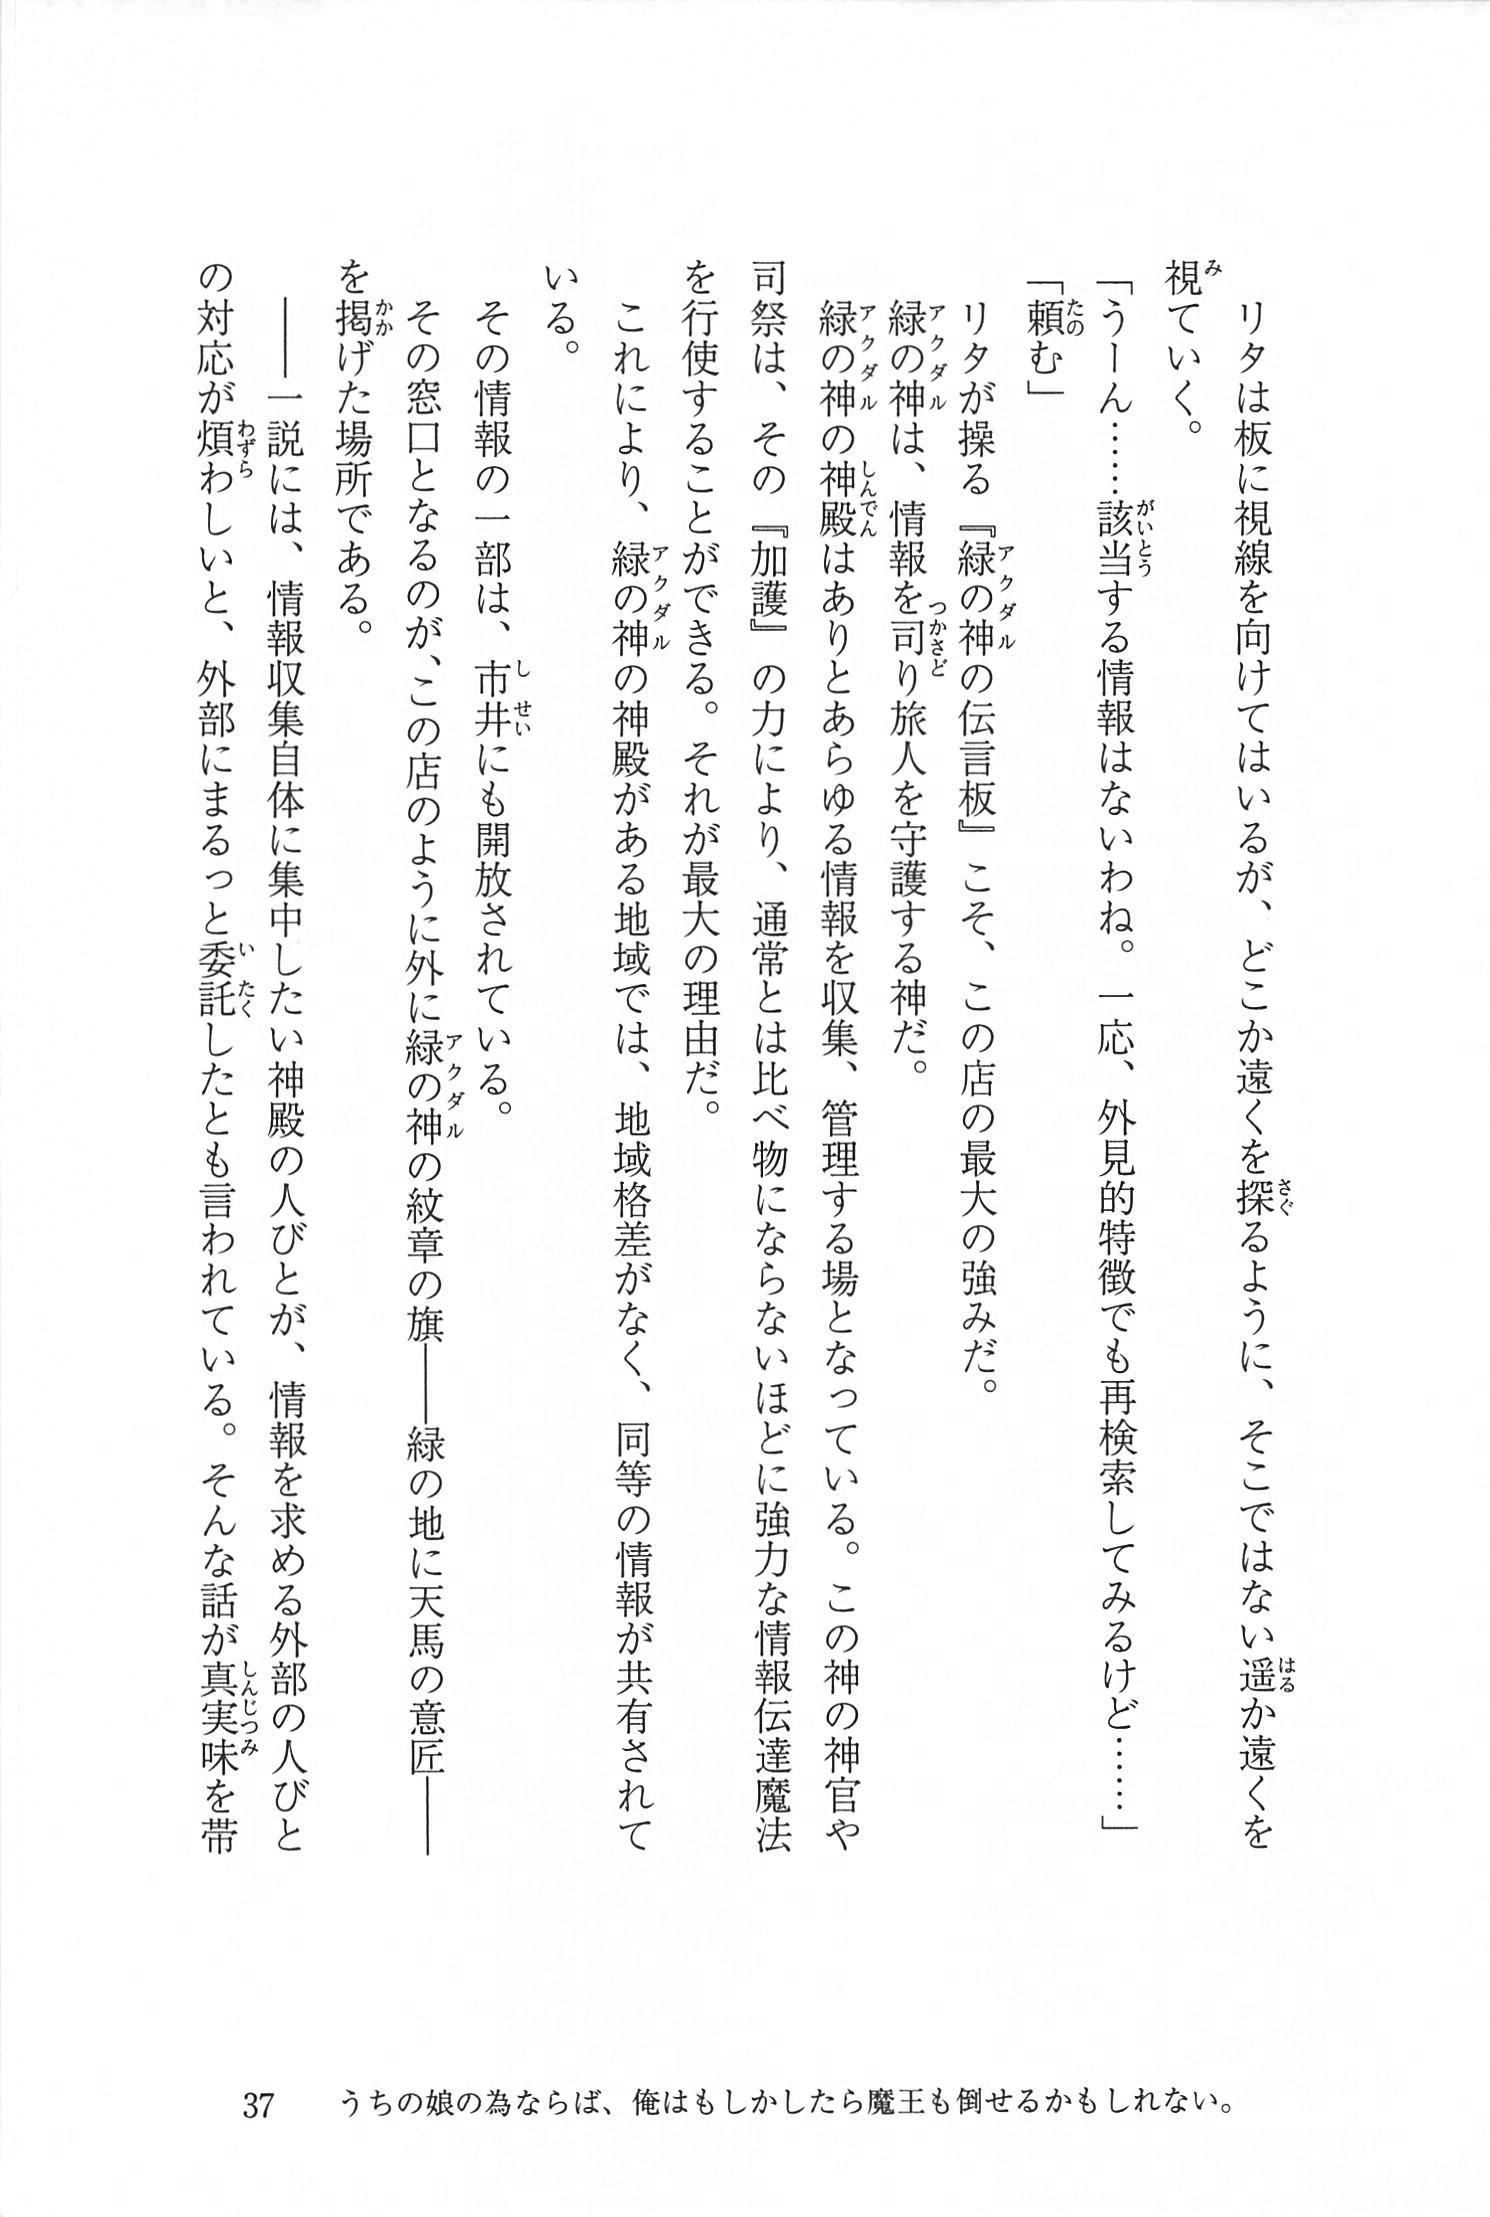 リタは板に視線を向けてはいるが、どこか遠くを探るように、そこではない遥か遠くを
視ていく。
「うーん……該当する情報はないわね。一応、外見的特徴でも再検索してみるけど……」
「頼む」
リタが操る『緑の神の伝言板』こそ、この店の最大の強みだ。
緑の神は、情報を司り旅人を守護する神だ。
緑の神の神殿はありとあらゆる情報を収集、管理する場となっている。この神の神官や
司祭は、その『加護』の力により、通常とは比べ物にならないほどに強力な情報伝達魔法
を行使することができる。それが最大の理由だ。
これにより、緑の神の神殿がある地域では、地域格差がなく、同等の情報が共有されて
いる。
その情報の一部は、市井にも開放されている。
その窓口となるのが、この店のように外に緑の神の紋章の旗――緑の地に天馬の意匠――
を掲げた場所である。
――一説には、情報収集自体に集中したい神殿の人びとが、情報を求める外部の人びと
の対応が煩わしいと、外部にまるっと委託したとも言われている。そんな話が真実味を帯
37 うちの娘の為ならば、俺はもしかしたら魔王も倒せるかもしれない。